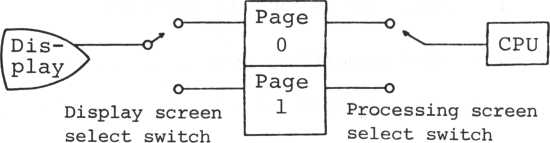 Dis-
play
Page
0
Page
1
CPU
Display screen
select switch
Processing screen
select switch